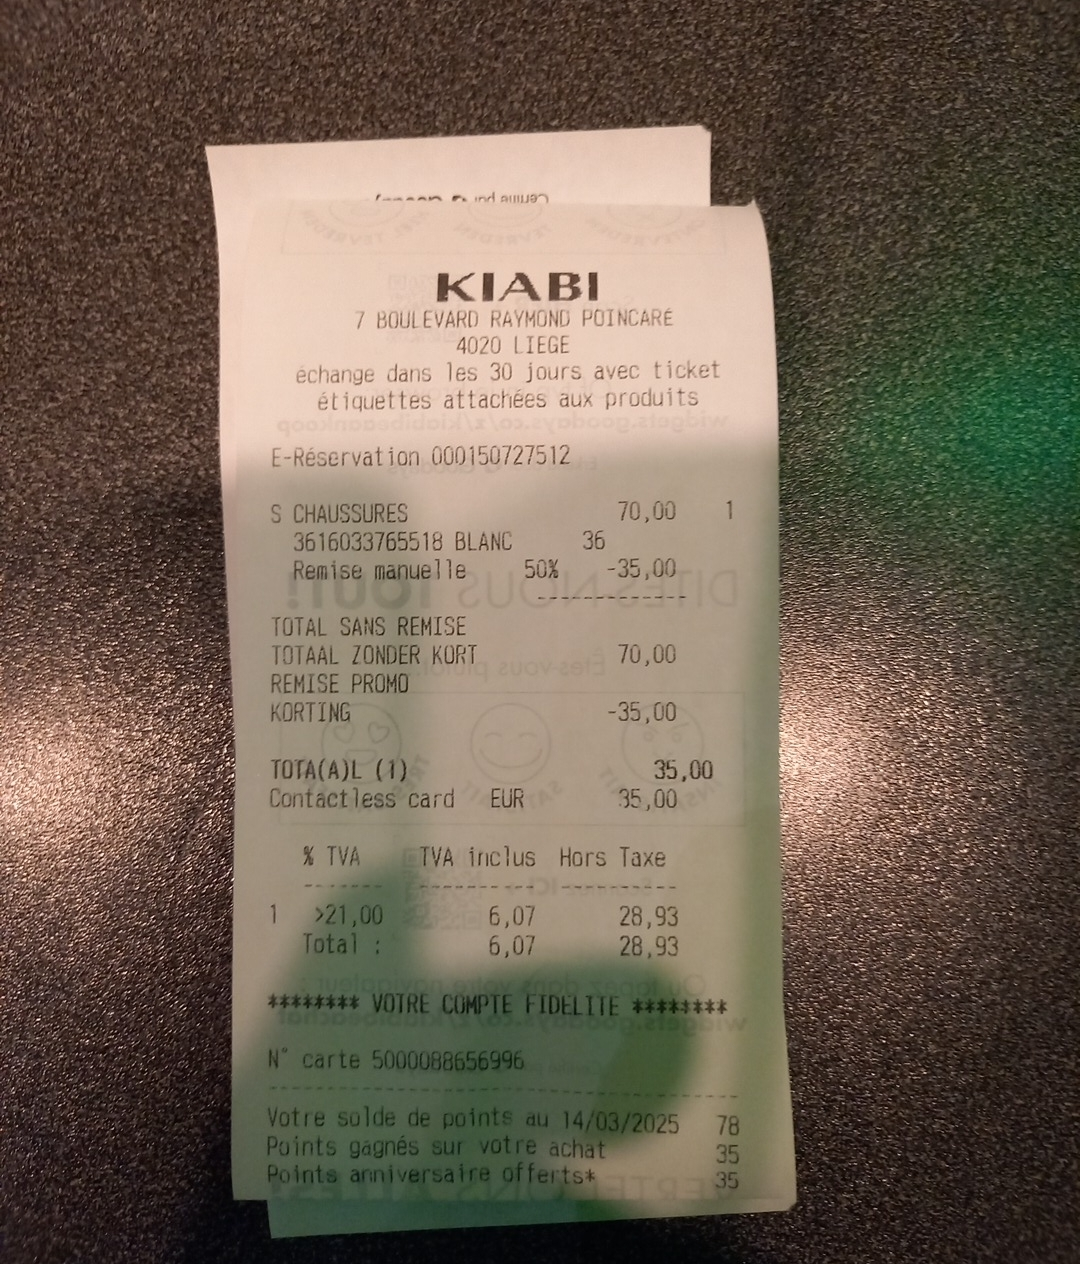 KIABI
7 BOULEVARD RAYMOND POINCARÉ
4020 LIEGE
échange dans les 30 jours avec ticket
étiquettes attachées aux produits
E-Réservation 000150727512
S CHAUSSURES 70,00 1
3616033765518 BLANC 36
Remise manuelle 50% -35,00
TOTAL SANS REMISE
TOTAAL ZONDER KORT 70,00
REMISE PROMO
KORTING -35,00
TOTA(A)L (1) 35,00
Contactless card EUR 35,00
% TVA TVA inclus Hors Taxe
1 >21,00 6,07 28,93
Total : 6,07 28,93
******** VOTRE COMPTE FIDELITE ********
N° carte 5000088656996
Votre solde de points au 14/03/2025 78
Points gagnés sur votre achat 35
Points anniversaire offerts* 35